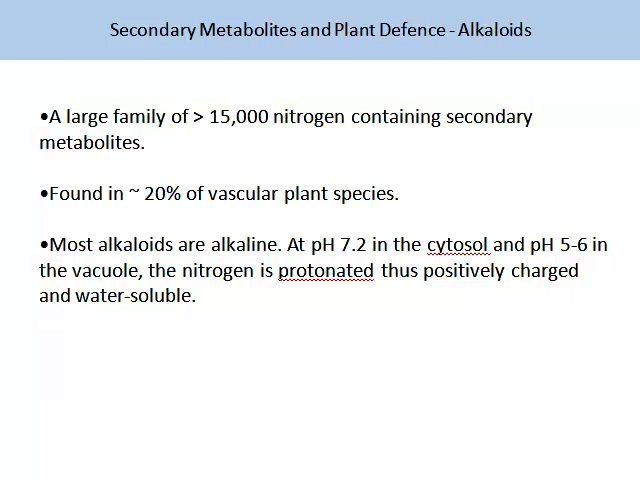 Secondary Metabolites and Plant Defence - Alkaloids
•A large family of > 15,000 nitrogen containing secondary
metabolites.
•Found in ~ 20% of vascular plant species.
•Most alkaloids are alkaline. At pH 7.2 in the cytosol and pH 5-6 in
the vacuole, the nitrogen is protonated thus positively charged
and water-soluble.